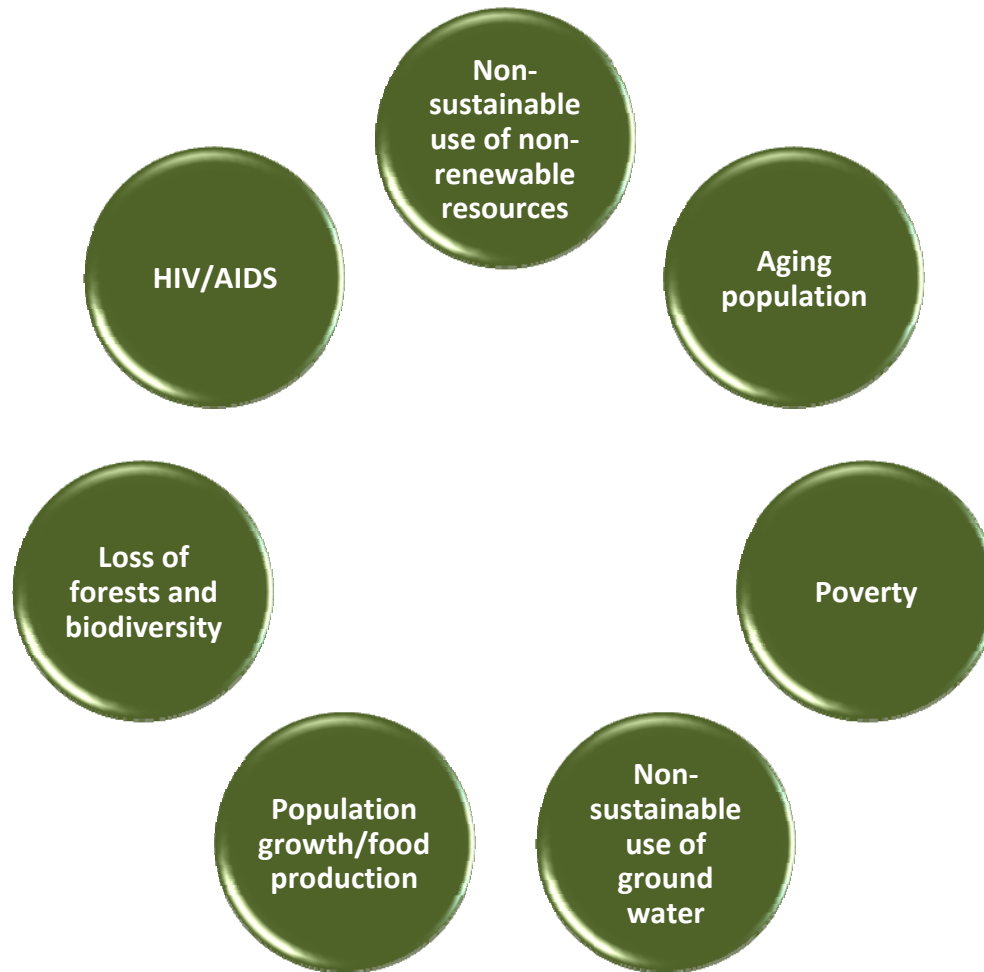 Non-
sustainable
use of non-
renewable
resources
Aging
population
Poverty
Non-
sustainable
use of
ground
water
Population
growth/food
production
Loss of
forests and
biodiversity
HIV/AIDS